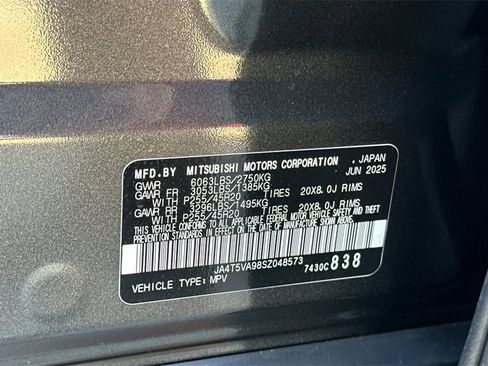 MFD.BY MITSUBISHI MOTORS CORPORATION . JAPAN
GVWR 6063LBS/2750KG JUN 2025
GAWR FR 3053LBS/1385KG
WITH P255/45R20 TIRES 20X8.0J RIMS
GAWR RR 3296LBS/1495KG
WITH P255/45R20 TIRES 20X8.0J RIMS
THIS VEHICLE CONFORMS TO ALL APPLICABLE FEDERAL MOTOR VEHICLE SAFETY, BUMPER, AND THEFT
PREVENTION STANDARDS IN EFFECT ON THE DATE OF MANUFACTURE SHOWN ABOVE.
JA4T5VA98SZ048573 7430C838
VEHICLE TYPE: MPV